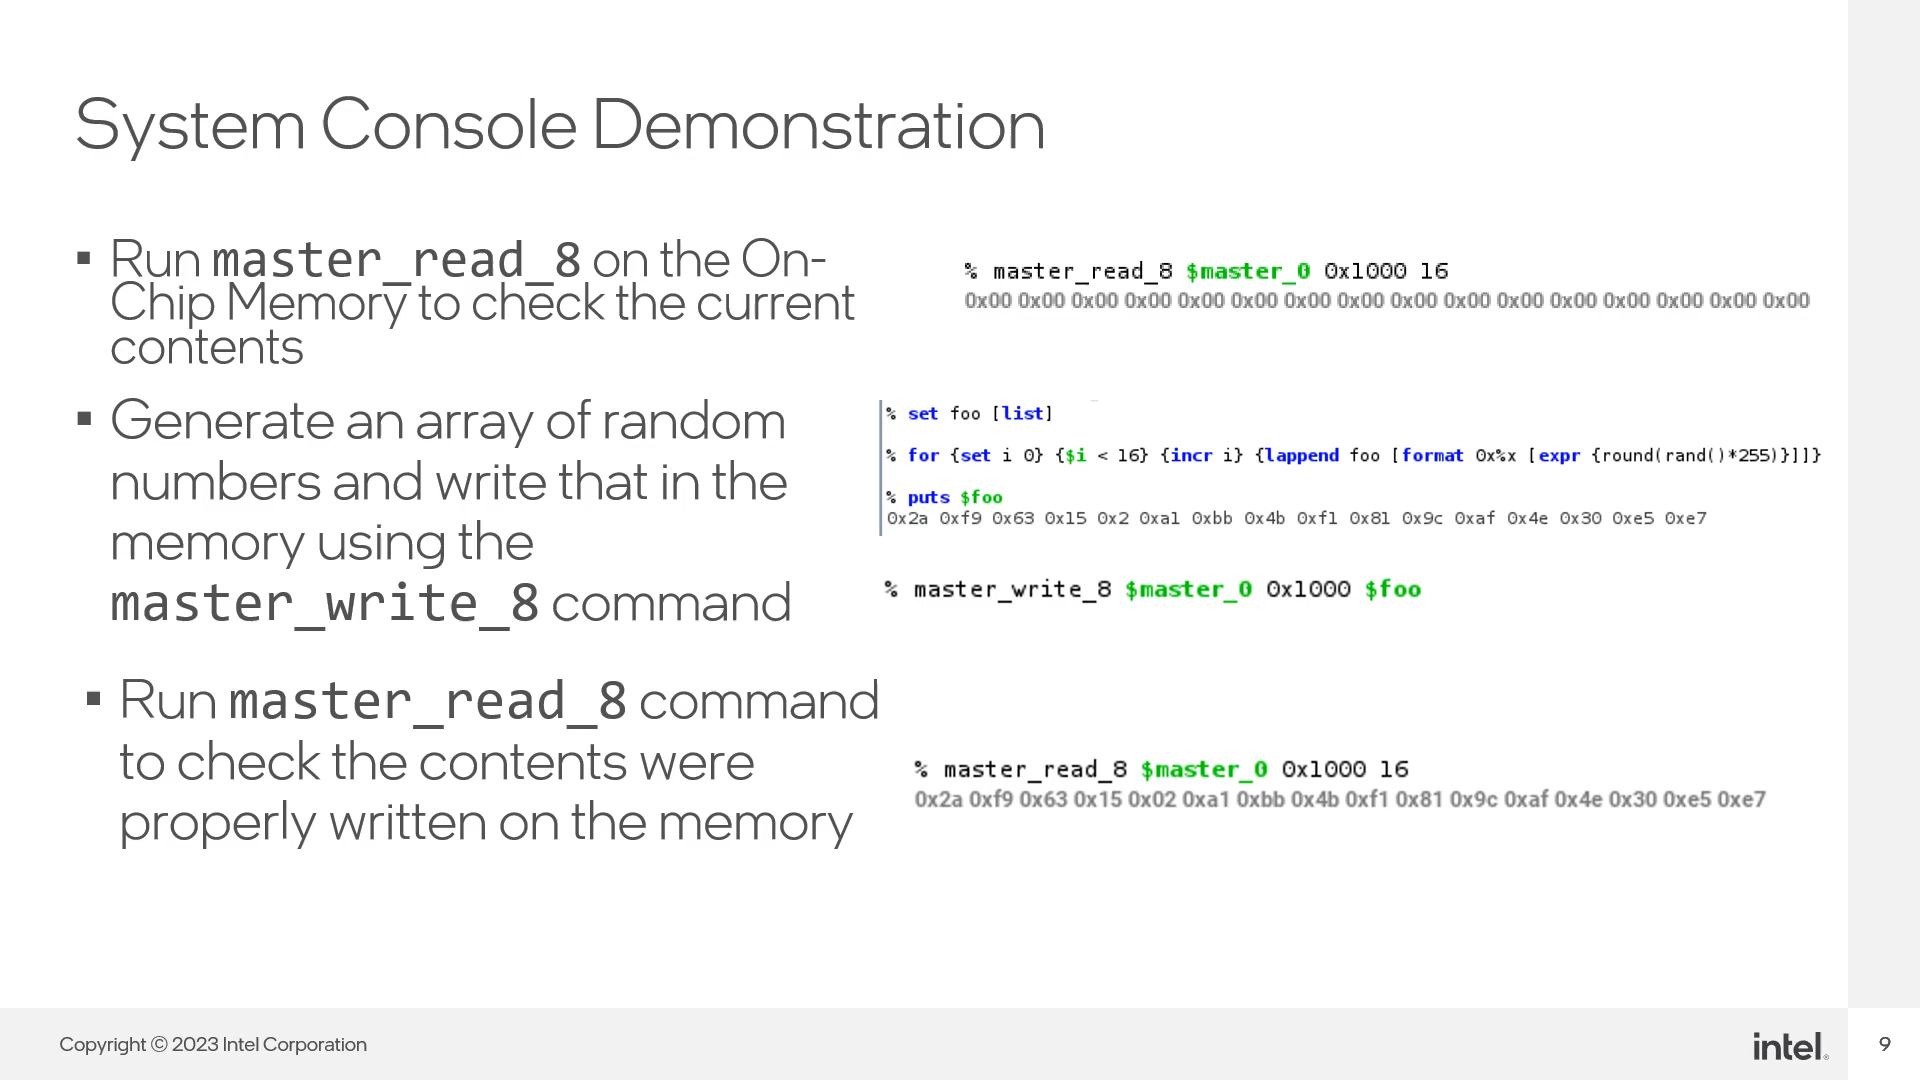 System Console Demonstration
▪ Run master_read_8 on the On-
Chip Memory to check the current
contents
% master_read_8 $master_0 0x1000 16
0x00 0x00 0x00 0x00 0x00 0x00 0x00 0x00 0x00 0x00 0x00 0x00 0x00 0x00 0x00 0x00
▪ Generate an array of random
numbers and write that in the
memory using the
master_write_8 command
% set foo [list]
% for {set i 0} {$i < 16} {incr i} {lappend foo [format 0x%x [expr {round(rand()*255)}]]}
% puts $foo
0x2a 0xf9 0x63 0x15 0x2 0xa1 0xbb 0x4b 0xf1 0x81 0x9c 0xaf 0x4e 0x30 0xe5 0xe7
% master_write_8 $master_0 0x1000 $foo
▪ Run master_read_8 command
to check the contents were
properly written on the memory
% master_read_8 $master_0 0x1000 16
0x2a 0xf9 0x63 0x15 0x02 0xa1 0xbb 0x4b 0xf1 0x81 0x9c 0xaf 0x4e 0x30 0xe5 0xe7
Copyright © 2023 Intel Corporation
intel®
9